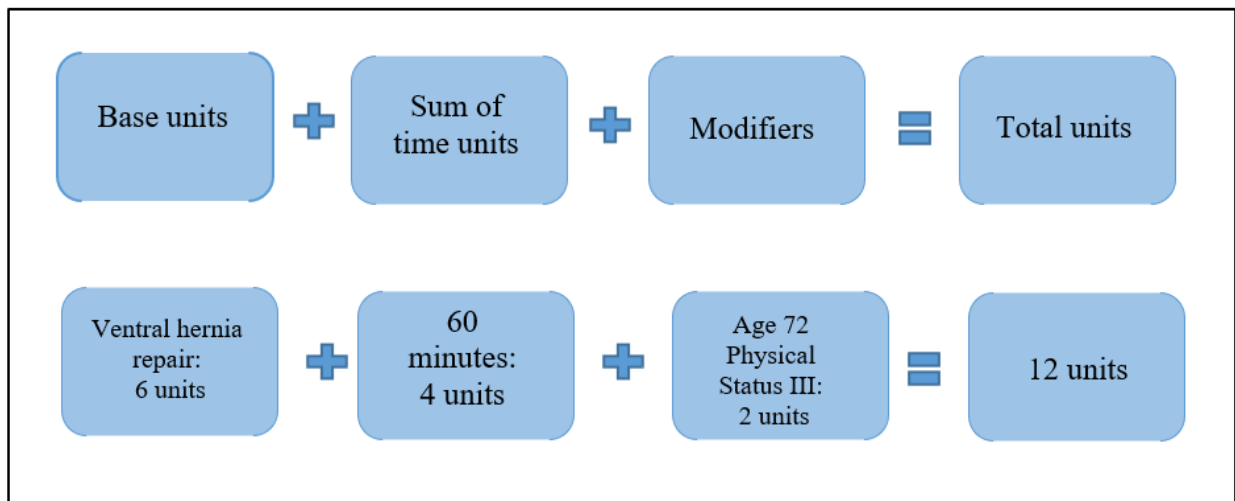 Base units
Sum of
time units
Modifiers
Total units
Ventral hernia
repair:
6 units
60
minutes:
4 units
Age 72
Physical
Status III:
2 units
12 units